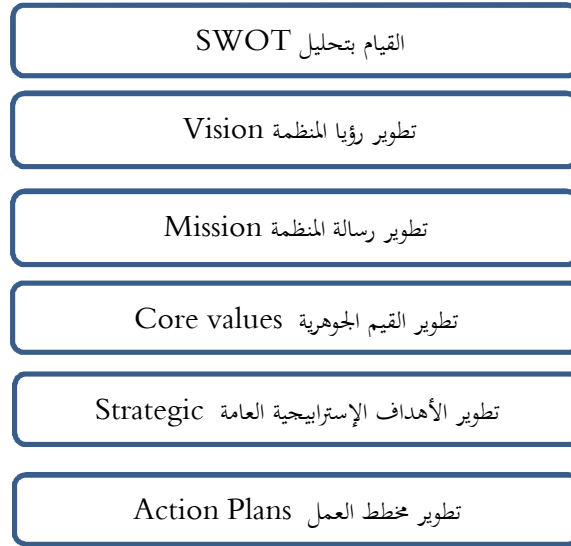 القيام بتحليل SWOT
تطوير رؤيا المنظمة Vision
تطوير رسالة المنظمة Mission
تطوير القيم الجوهرية Core values
تطوير الأهداف الإسترابيجية العامة Strategic
تطوير مخطط العمل Action Plans